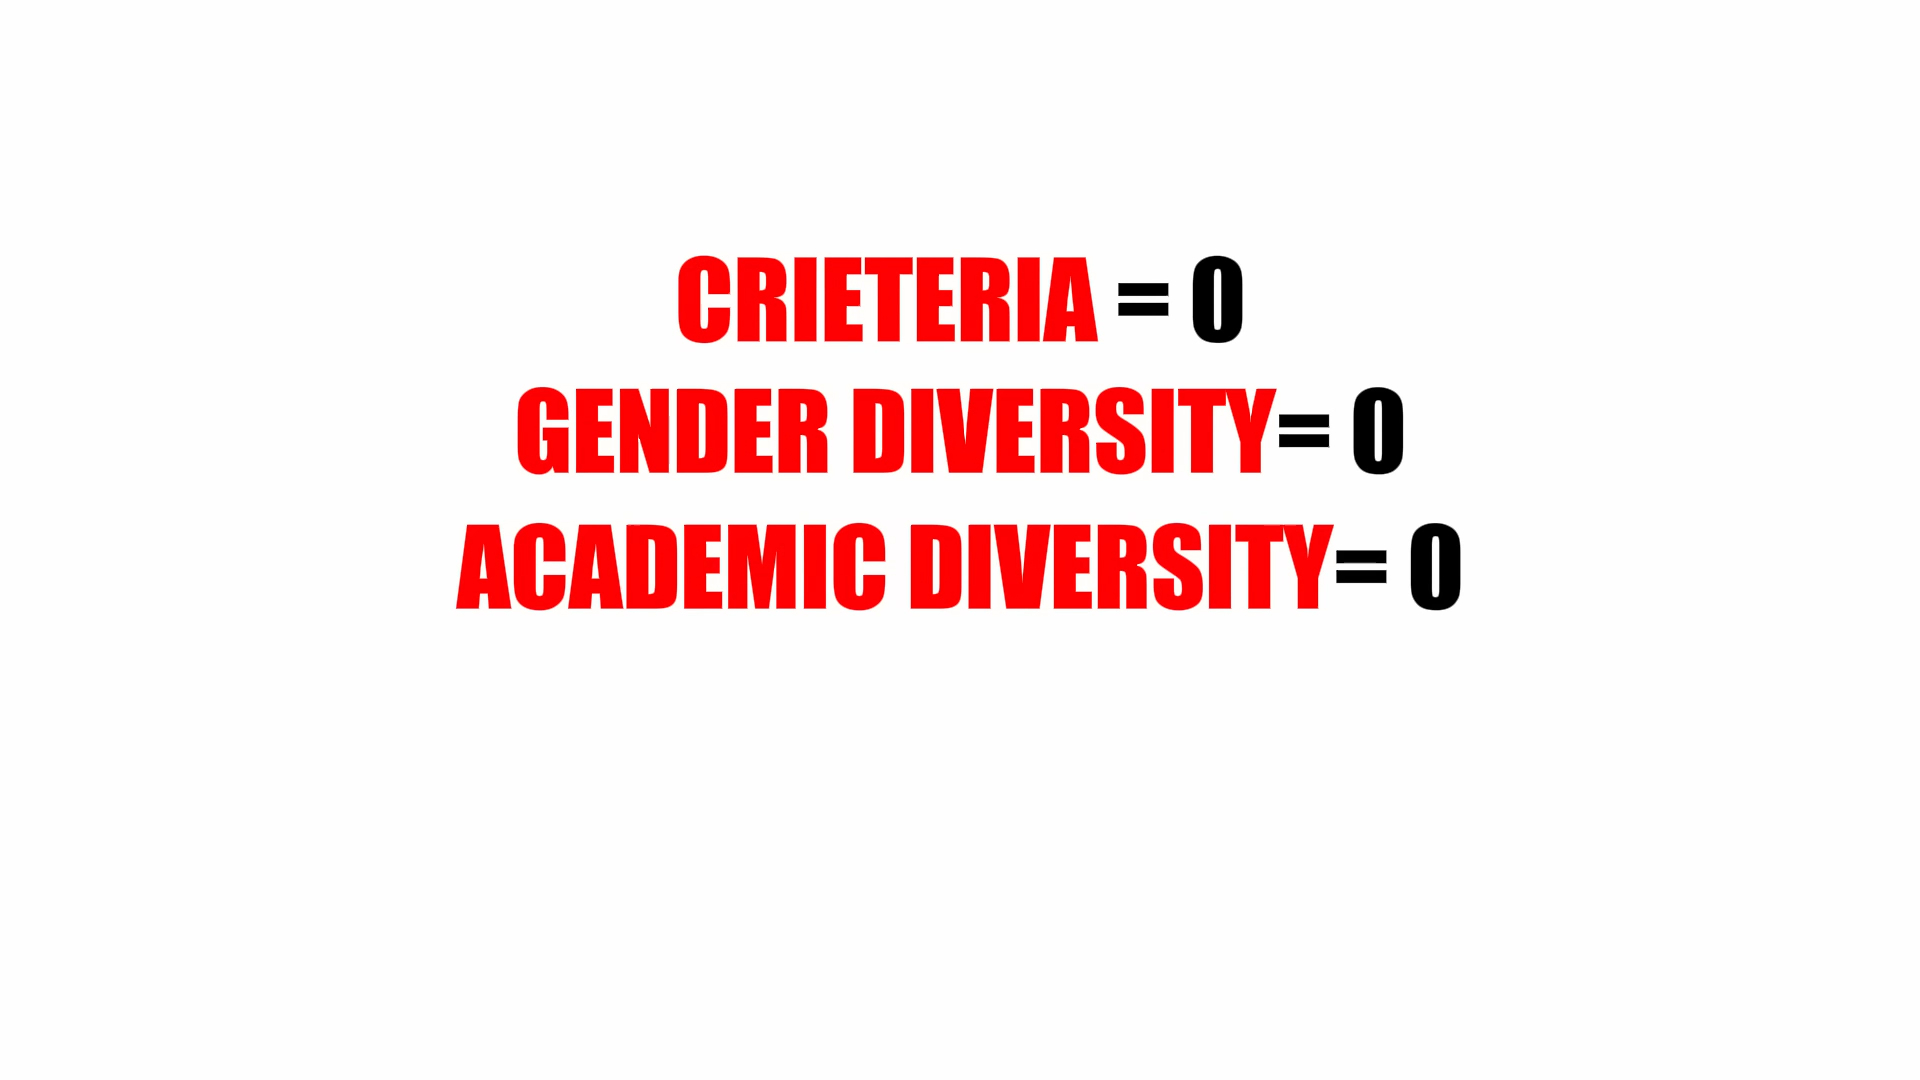 CRIETERIA = 0
GENDER DIVERSITY= 0
ACADEMIC DIVERSITY= 0